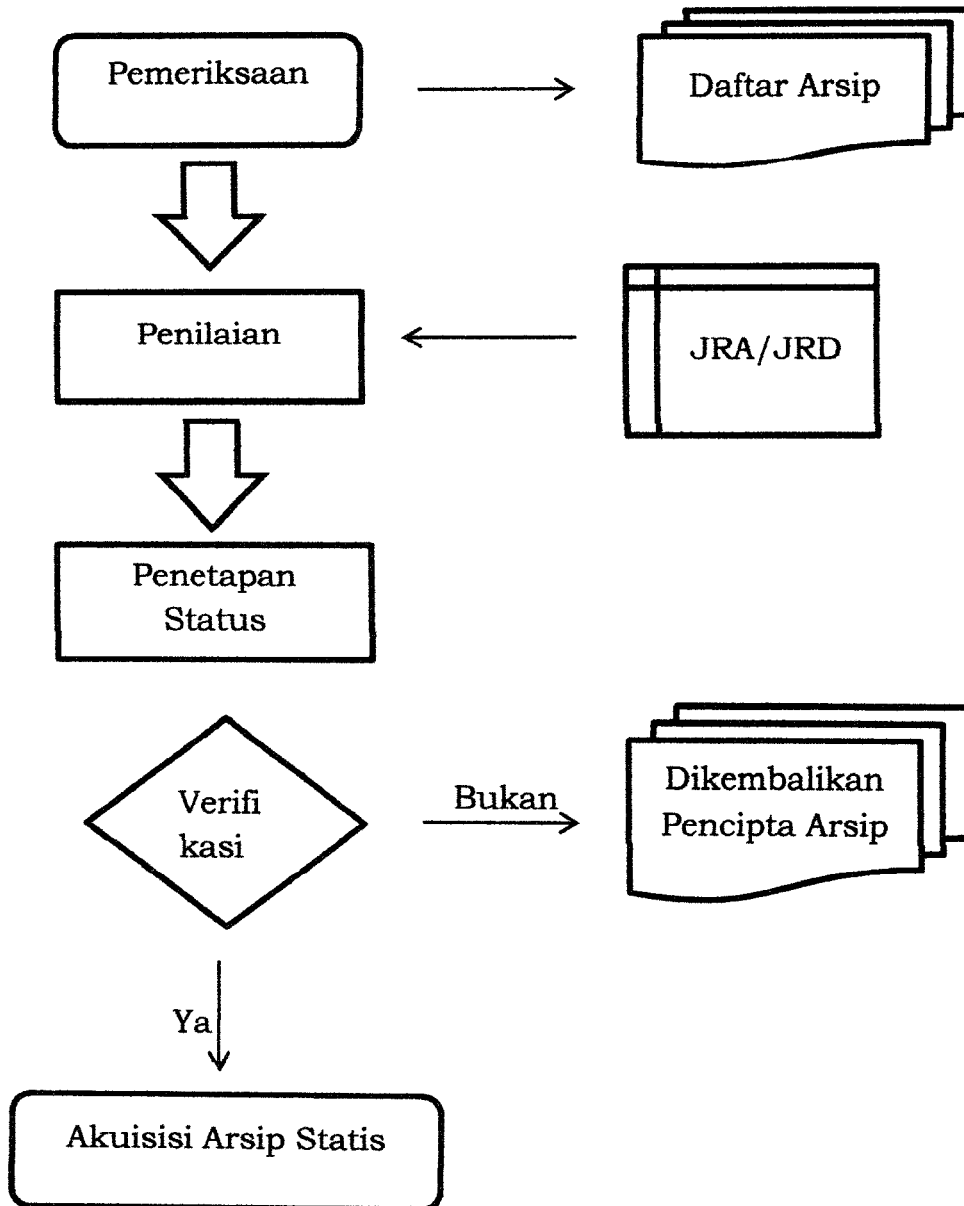 Pemeriksaan
Daftar Arsip
Penilaian
JRA/JRD
Penetapan
Status
Verifi
kasi
Bukan
Dikembalikan
Pencipta Arsip
Ya
Akuisisi Arsip Statis